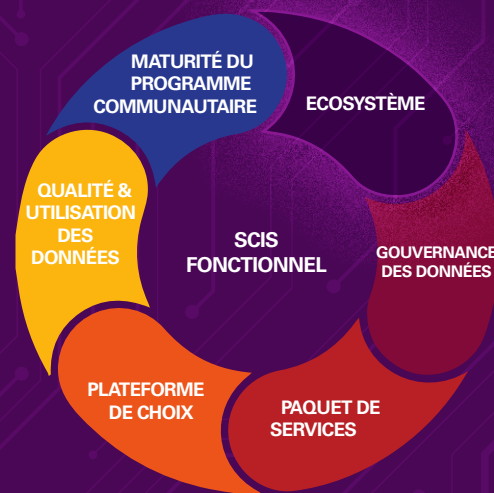 MATURITÉ DU
PROGRAMME
COMMUNAUTAIRE
ECOSYSTÈME
QUALITÉ &
UTILISATION
DES
DONNÉES
SCIS
FONCTIONNEL
GOUVERNANCE
DES DONNÉES
PLATEFORME
DE CHOIX
PAQUET DE
SERVICES